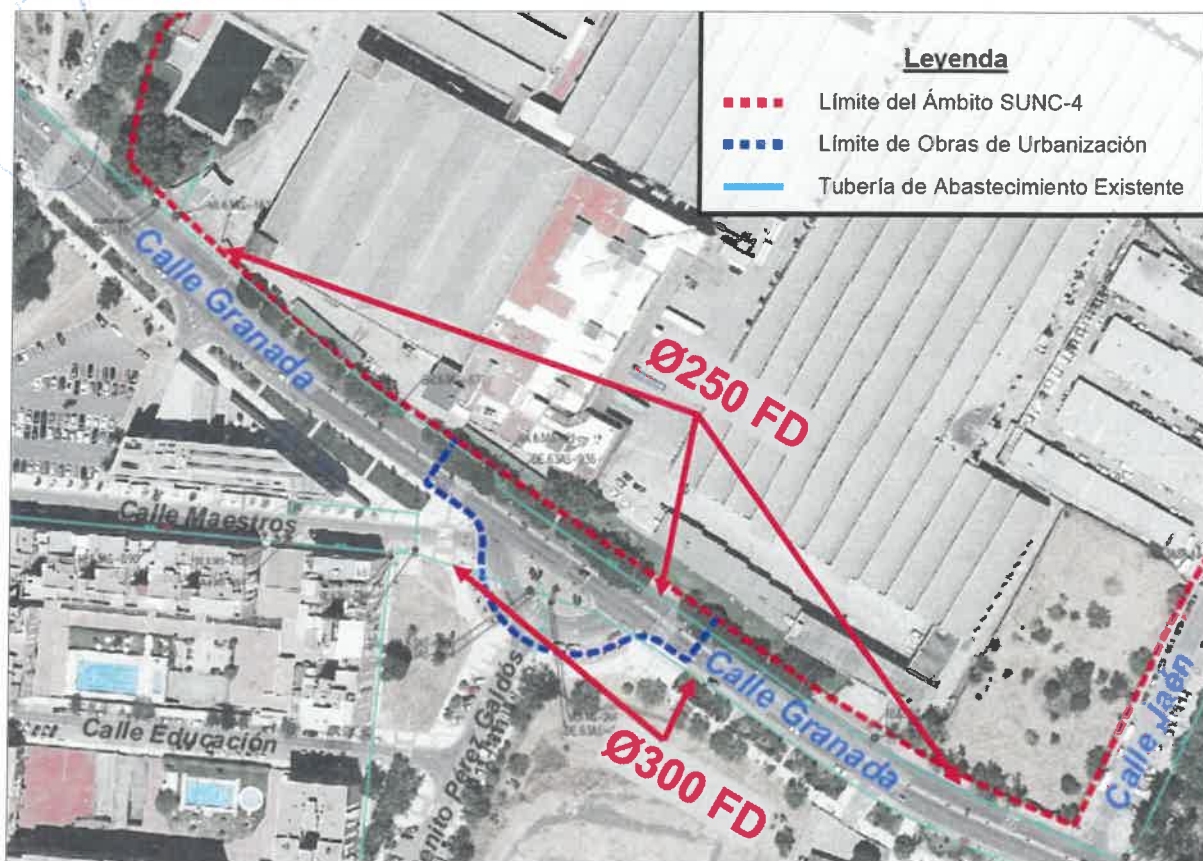 Leyenda
Límite del Ámbito SUNC-4
Límite de Obras de Urbanización
Tubería de Abastecimiento Existente
Calle Granada
Ø250 FD
Calle Maestros
Calle Educación
Ø300 FD
Calle Granada
Calle Jaén